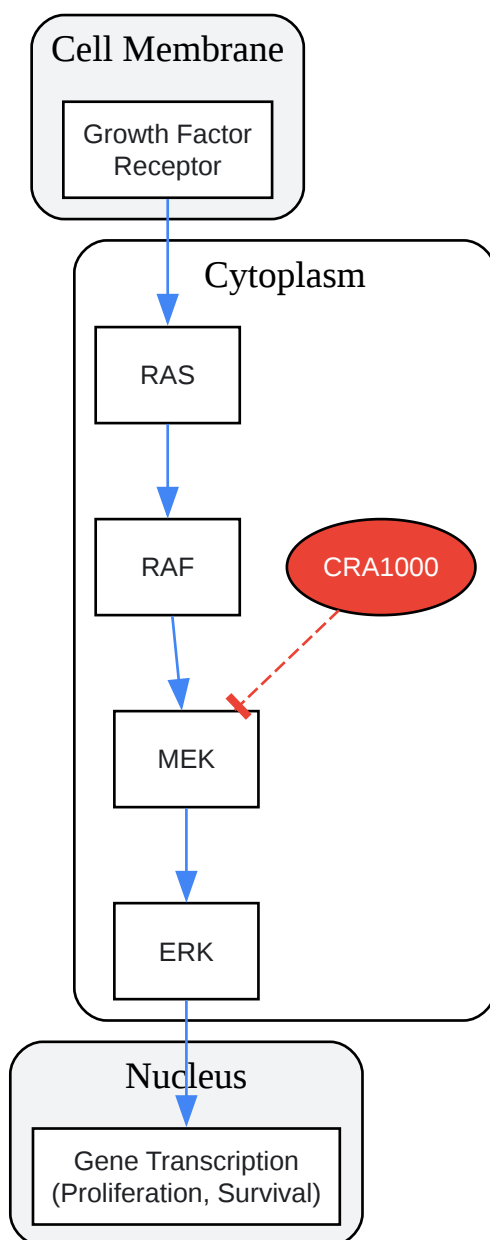 Cell Membrane
Growth Factor
Receptor
Cytoplasm
RAS
RAF
CRA1000
MEK
ERK
Nucleus
Gene Transcription
(Proliferation, Survival)